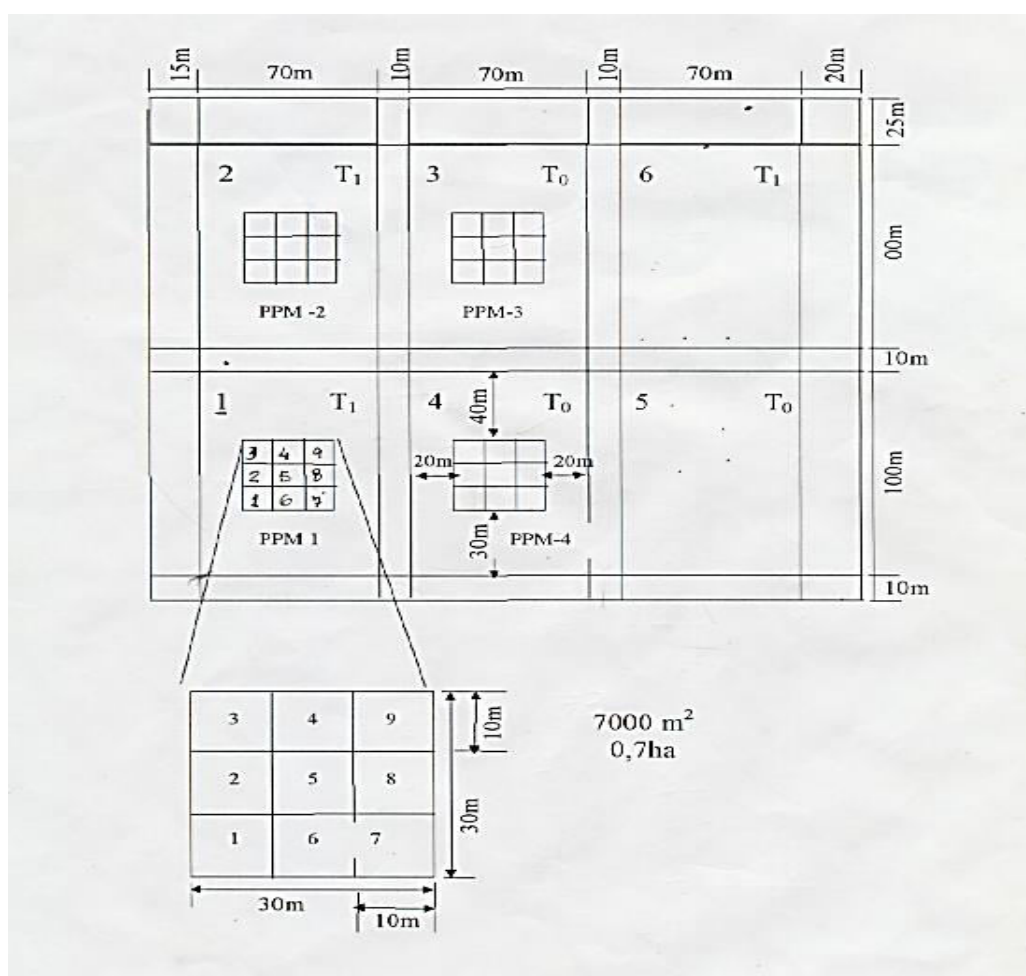 15m 70m 10m 70m 10m 70m 20m
25m
2 T₁ 3 T₀ 6 T₁
00m
PPM -2 PPM-3
10m
1 T₁ 4 T₀ 5 T₀
40m
3 4 9
2 5 8
1 6 7
20m 20m
100m
PPM 1
30m
PPM-4
10m
3 4 9
2 5 8
1 6 7
10m
30m
30m
10m
7000 m²
0,7ha